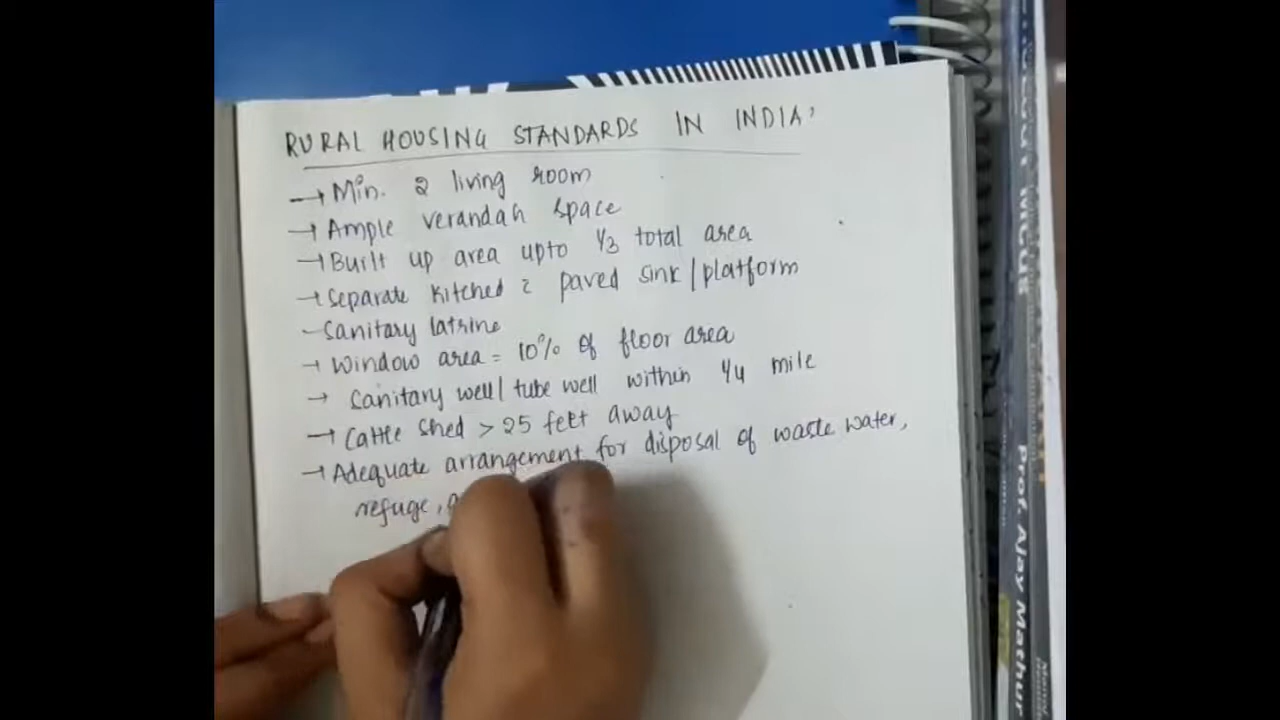 RURAL HOUSING STANDARDS IN INDIA:
→ Min. 2 living room
→ Ample verandah space
→ Built up area upto 1/3 total area
→ Separate Kitched c paved sink/platform
- Sanitary latrine
→ Window area = 10% of floor area
→ Sanitary well/ tube well within 1/4 mile
→ Cattle shed > 25 feet away
→ Adequate arrangement for disposal of waste water,
refuge,
Prof. Ajay Mathur